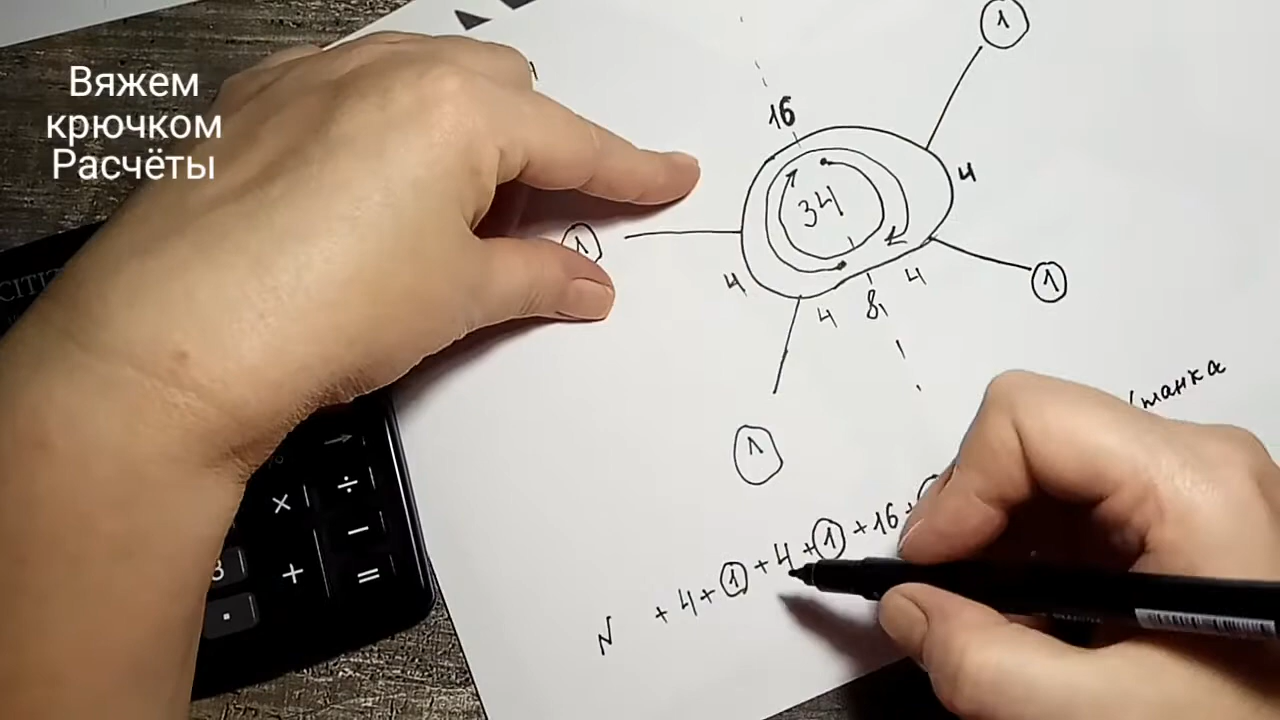 Вяжем
крючком
Расчёты
1
16
4
34
1
4
4
1
4
8
1
+ 4 + 1 + 4 + 1 + 16 +
CITIZ
× ÷
−
+ =